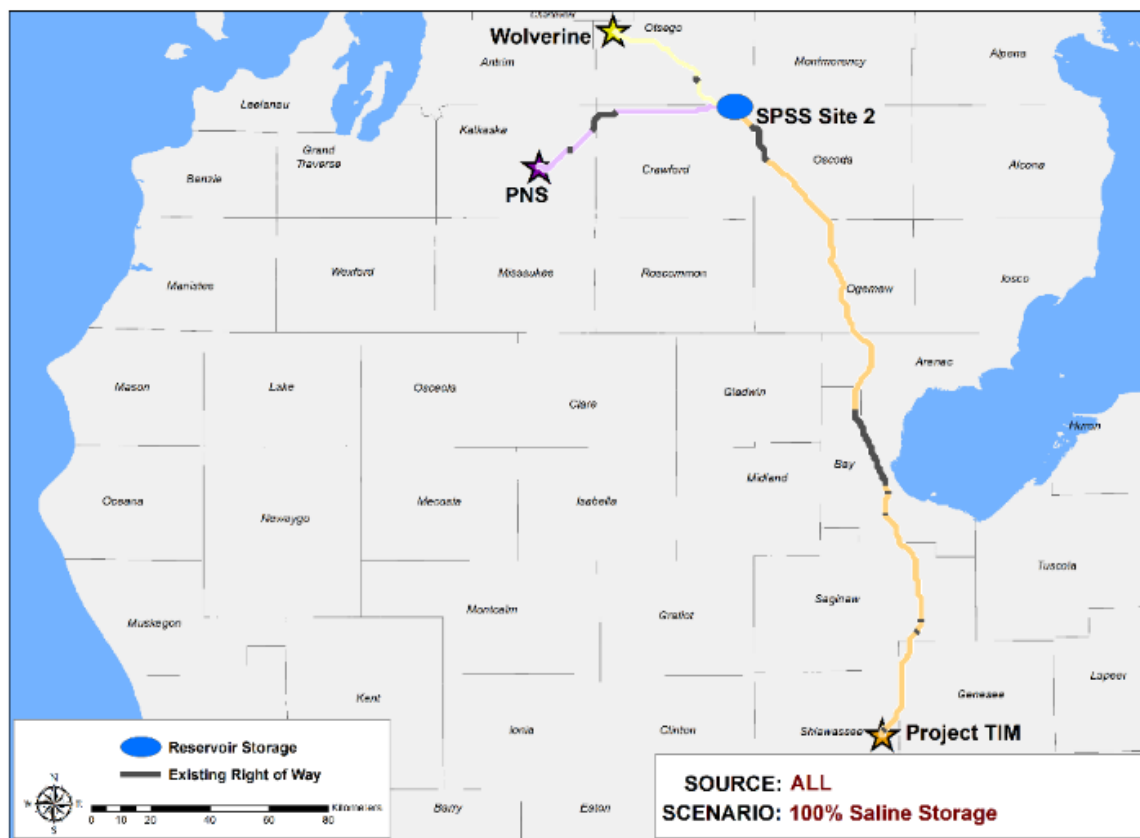 Charlevoix
Otsego
Wolverine
Antrim
Montmorency
Alpena
Leelanau
SPSS Site 2
Kalkaska
Grand
Traverse
Oscoda
Crawford
Alcona
Benzie
PNS
Missaukee
Roscommon
Wexford
Manistee
Ogemaw
Iosco
Arenac
Mason
Lake
Osceola
Gladwin
Clare
Huron
Bay
Midland
Oceana
Mecosta
Isabella
Newaygo
Tuscola
Saginaw
Montcalm
Gratiot
Muskegon
Lapeer
Genesee
Kent
Ionia
Clinton
Shiawassee
Project TIM
Reservoir Storage
Existing Right of Way
N
W
E
S
Kilometers
0 10 20 40 60 80
Barry
Eaton
SOURCE: ALL
SCENARIO: 100% Saline Storage